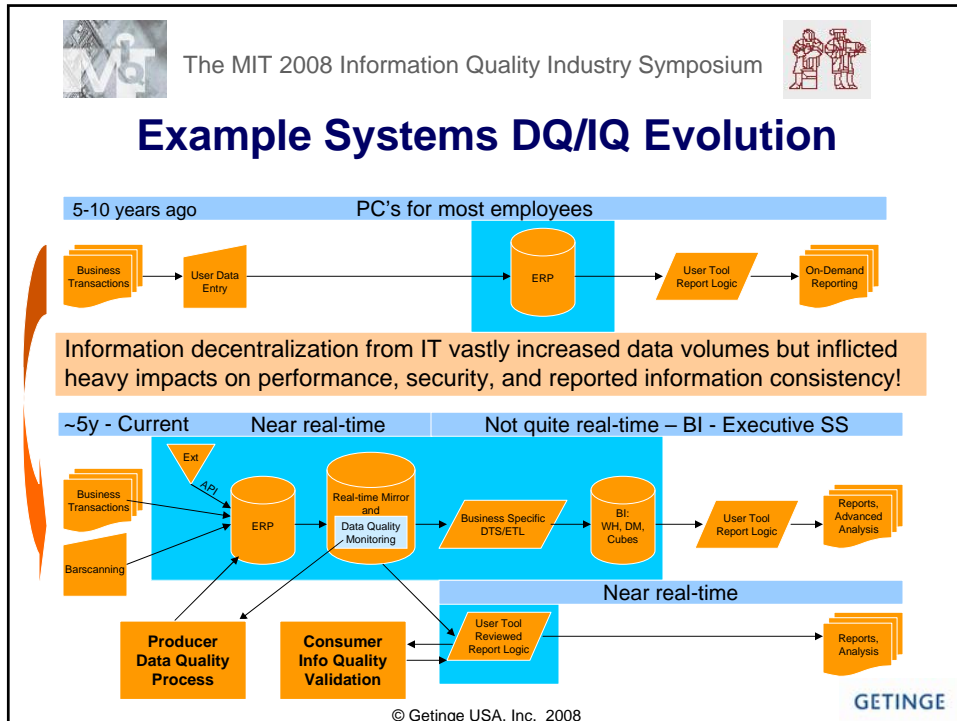 The MIT 2008 Information Quality Industry Symposium
Example Systems DQ/IQ Evolution
5-10 years ago
PC's for most employees
Business
Transactions
User Data
Entry
ERP
User Tool
Report Logic
On-Demand
Reporting
Information decentralization from IT vastly increased data volumes but inflicted
heavy impacts on performance, security, and reported information consistency!
~5y - Current
Near real-time
Not quite real-time – BI - Executive SS
Ext
API
Business
Transactions
Barscanning
ERP
Real-time Mirror
and
Data Quality
Monitoring
Business Specific
DTS/ETL
BI:
WH, DM,
Cubes
User Tool
Report Logic
Reports,
Advanced
Analysis
Near real-time
Producer
Data Quality
Process
Consumer
Info Quality
Validation
User Tool
Reviewed
Report Logic
Reports,
Analysis
© Getinge USA, Inc. 2008
GETINGE